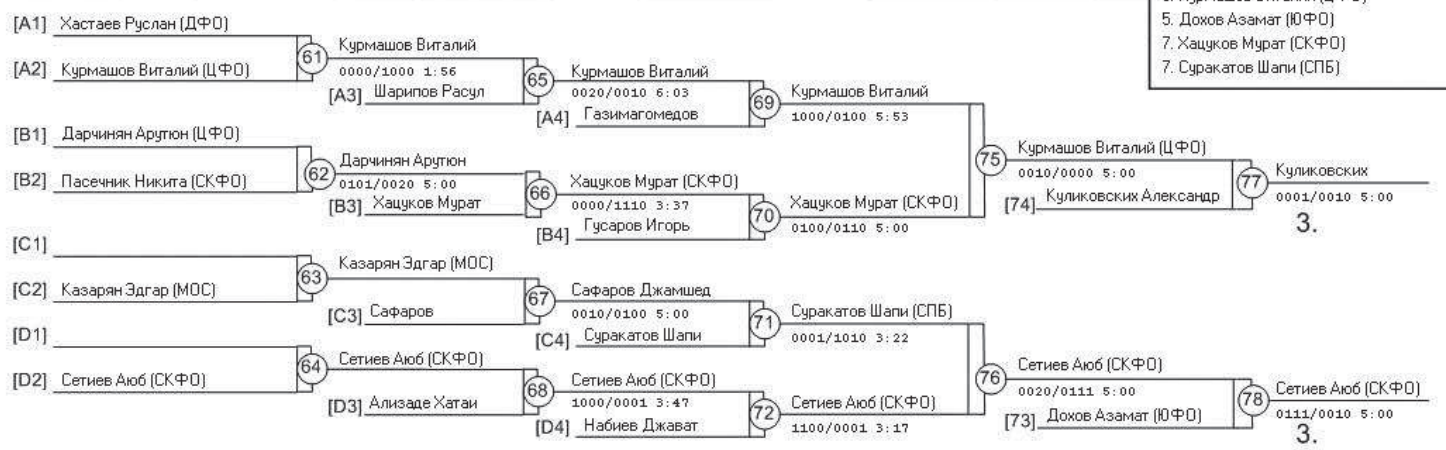 5. Дохов Азамат (ЮФО)
7. Хацуков Мурат (СКФО)
7. Суракатов Шапи (СПБ)
[A1] Хастаев Руслан (ДФО)
61 Курмашов Виталий
[A2] Курмашов Виталий (ЦФО)
0000/1000 1:56
[A3] Шарипов Расул
65 Курмашов Виталий
0020/0010 6:03
[A4] Газимагомедов
69 Курмашов Виталий
1000/0100 5:53
[B1] Дарчинян Арутюн (ЦФО)
62 Дарчинян Арутюн
[B2] Пасечник Никита (СКФО)
0101/0020 5:00
[B3] Хацуков Мурат
66 Хацуков Мурат (СКФО)
0000/1110 3:37
[B4] Гусаров Игорь
70 Хацуков Мурат (СКФО)
0100/0110 5:00
75 Курмашов Виталий (ЦФО)
0010/0000 5:00
[74] Куликовских Александр
77 Куликовских
0001/0010 5:00
3.
[C1]
63 Казарян Эдгар (МОС)
[C2] Казарян Эдгар (МОС)
[C3] Сафаров
67 Сафаров Джамшед
0010/0100 5:00
[C4] Суракатов Шапи
71 Суракатов Шапи (СПБ)
0001/1010 3:22
[D1]
64 Сетиев Аюб (СКФО)
[D2] Сетиев Аюб (СКФО)
[D3] Ализаде Хатаи
68 Сетиев Аюб (СКФО)
1000/0001 3:47
[D4] Набиев Джават
72 Сетиев Аюб (СКФО)
1100/0001 3:17
76 Сетиев Аюб (СКФО)
0020/0111 5:00
[73] Дохов Азамат (ЮФО)
78 Сетиев Аюб (СКФО)
0111/0010 5:00
3.